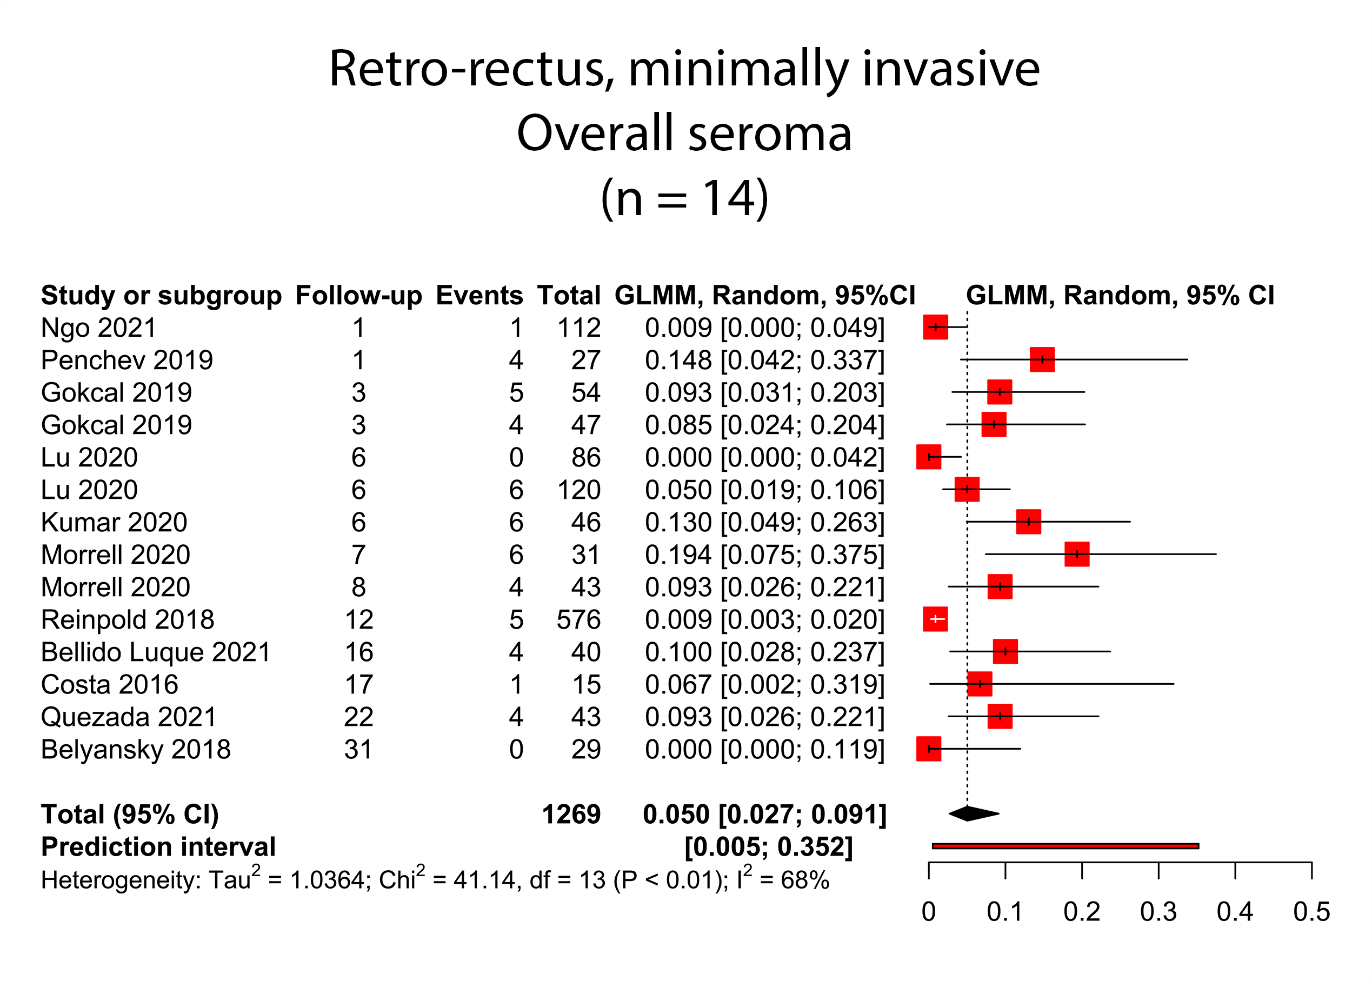 Retro-rectus, minimally invasive
Overall seroma
(n = 14)
Study or subgroup Follow-up Events Total GLMM, Random, 95%CI GLMM, Random, 95% CI
Ngo 2021 1 1 112 0.009 [0.000; 0.049]
Penchev 2019 1 4 27 0.148 [0.042; 0.337]
Gokcal 2019 3 5 54 0.093 [0.031; 0.203]
Gokcal 2019 3 4 47 0.085 [0.024; 0.204]
Lu 2020 6 0 86 0.000 [0.000; 0.042]
Lu 2020 6 6 120 0.050 [0.019; 0.106]
Kumar 2020 6 6 46 0.130 [0.049; 0.263]
Morrell 2020 7 6 31 0.194 [0.075; 0.375]
Morrell 2020 8 4 43 0.093 [0.026; 0.221]
Reinpold 2018 12 5 576 0.009 [0.003; 0.020]
Bellido Luque 2021 16 4 40 0.100 [0.028; 0.237]
Costa 2016 17 1 15 0.067 [0.002; 0.319]
Quezada 2021 22 4 43 0.093 [0.026; 0.221]
Belyansky 2018 31 0 29 0.000 [0.000; 0.119]
Total (95% CI) 1269 0.050 [0.027; 0.091]
Prediction interval [0.005; 0.352]
Heterogeneity: Tau² = 1.0364; Chi² = 41.14, df = 13 (P < 0.01); I² = 68%
0 0.1 0.2 0.3 0.4 0.5